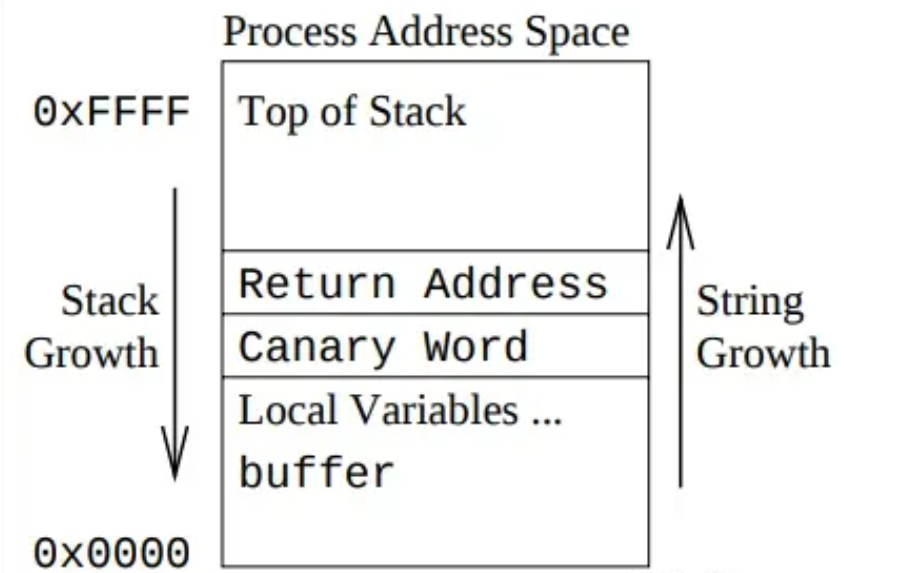 Process Address Space
0xFFFF
Top of Stack
Return Address
Canary Word
Stack
Growth
String
Growth
Local Variables ...
buffer
0x0000